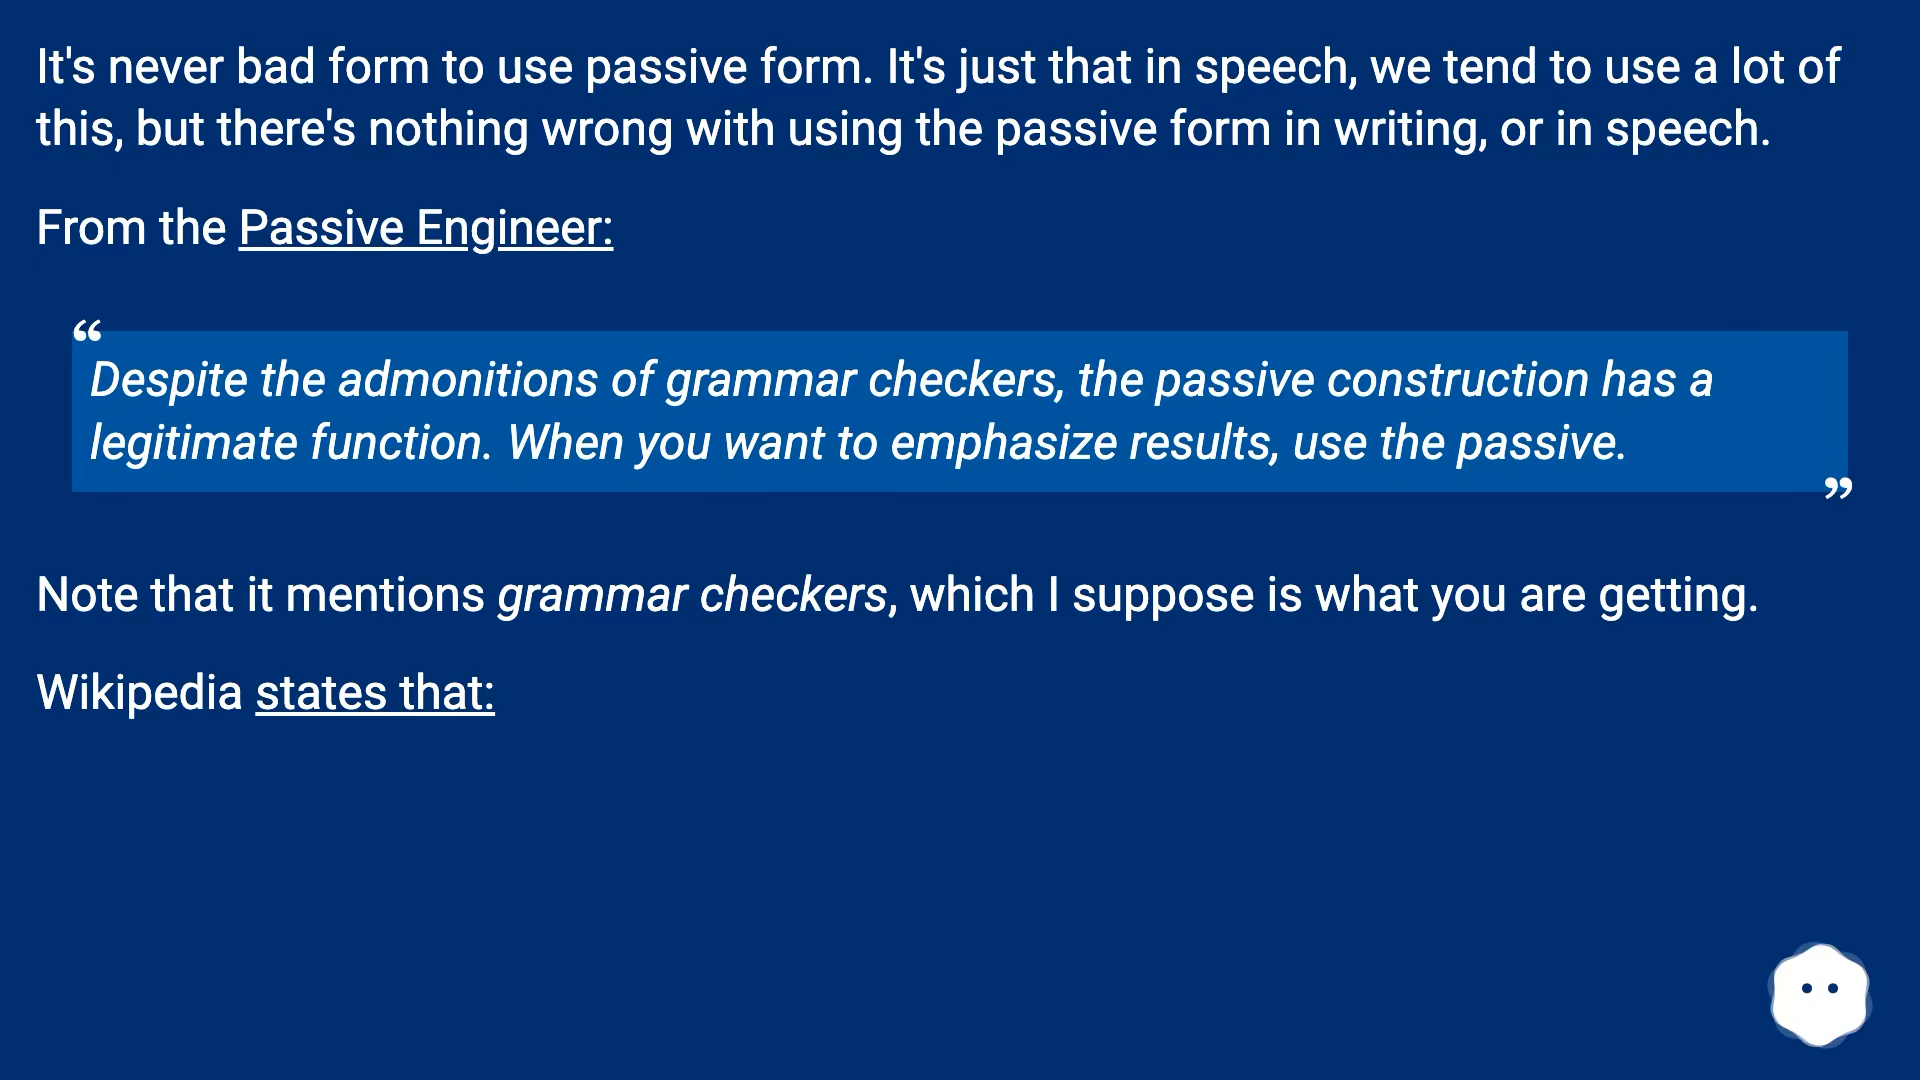 It's never bad form to use passive form. It's just that in speech, we tend to use a lot of
this, but there's nothing wrong with using the passive form in writing, or in speech.
From the Passive Engineer:
“
Despite the admonitions of grammar checkers, the passive construction has a
legitimate function. When you want to emphasize results, use the passive.
”
Note that it mentions grammar checkers, which I suppose is what you are getting.
Wikipedia states that: